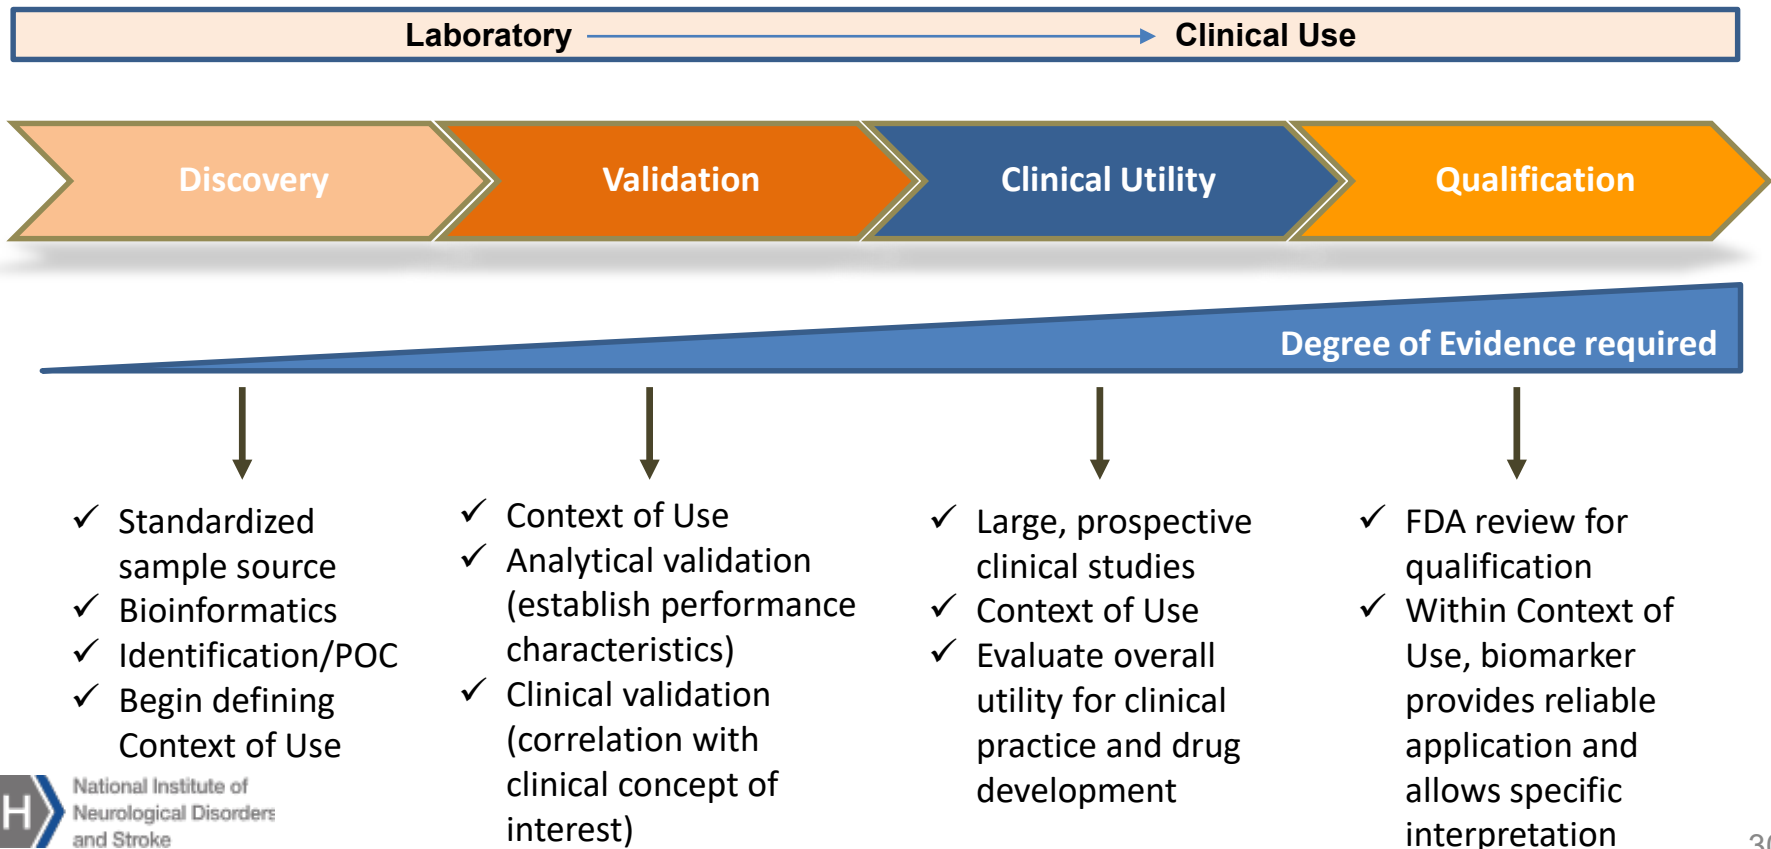 Laboratory Clinical Use
Discovery Validation Clinical Utility Qualification
Degree of Evidence required
✓ Standardized
sample source
✓ Bioinformatics
✓ Identification/POC
✓ Begin defining
Context of Use
✓ Context of Use
✓ Analytical validation
(establish performance
characteristics)
✓ Clinical validation
(correlation with
clinical concept of
interest)
✓ Large, prospective
clinical studies
✓ Context of Use
✓ Evaluate overall
utility for clinical
practice and drug
development
✓ FDA review for
qualification
✓ Within Context of
Use, biomarker
provides reliable
application and
allows specific
interpretation
H
National Institute of
Neurological Disorders
and Stroke